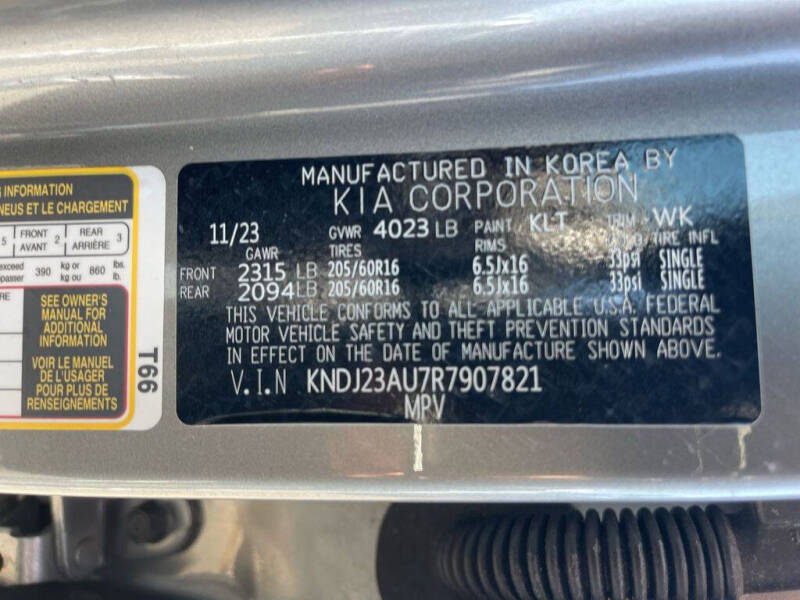 G INFORMATION
NEUS ET LE CHARGEMENT
5 FRONT AVANT 2 REAR ARRIÈRE 3
exceed
passer 390 kg or kg ou 860 lbs. lb.
RE
SEE OWNER'S
MANUAL FOR
ADDITIONAL
INFORMATION
VOIR LE MANUEL
DE L'USAGER
POUR PLUS DE
RENSEIGNEMENTS
T66
MANUFACTURED IN KOREA BY
KIA CORPORATION
11/23 GVWR 4023 LB PAINT KLT TRIM WK
GAWR TIRES RIMS TIRE INFL
FRONT 2315 LB 205/60R16 6.5Jx16 33psi SINGLE
REAR 2094 LB 205/60R16 6.5Jx16 33psi SINGLE
THIS VEHICLE CONFORMS TO ALL APPLICABLE U.S.A. FEDERAL
MOTOR VEHICLE SAFETY AND THEFT PREVENTION STANDARDS
IN EFFECT ON THE DATE OF MANUFACTURE SHOWN ABOVE.
V.I.N KNDJ23AU7R7907821
MPV